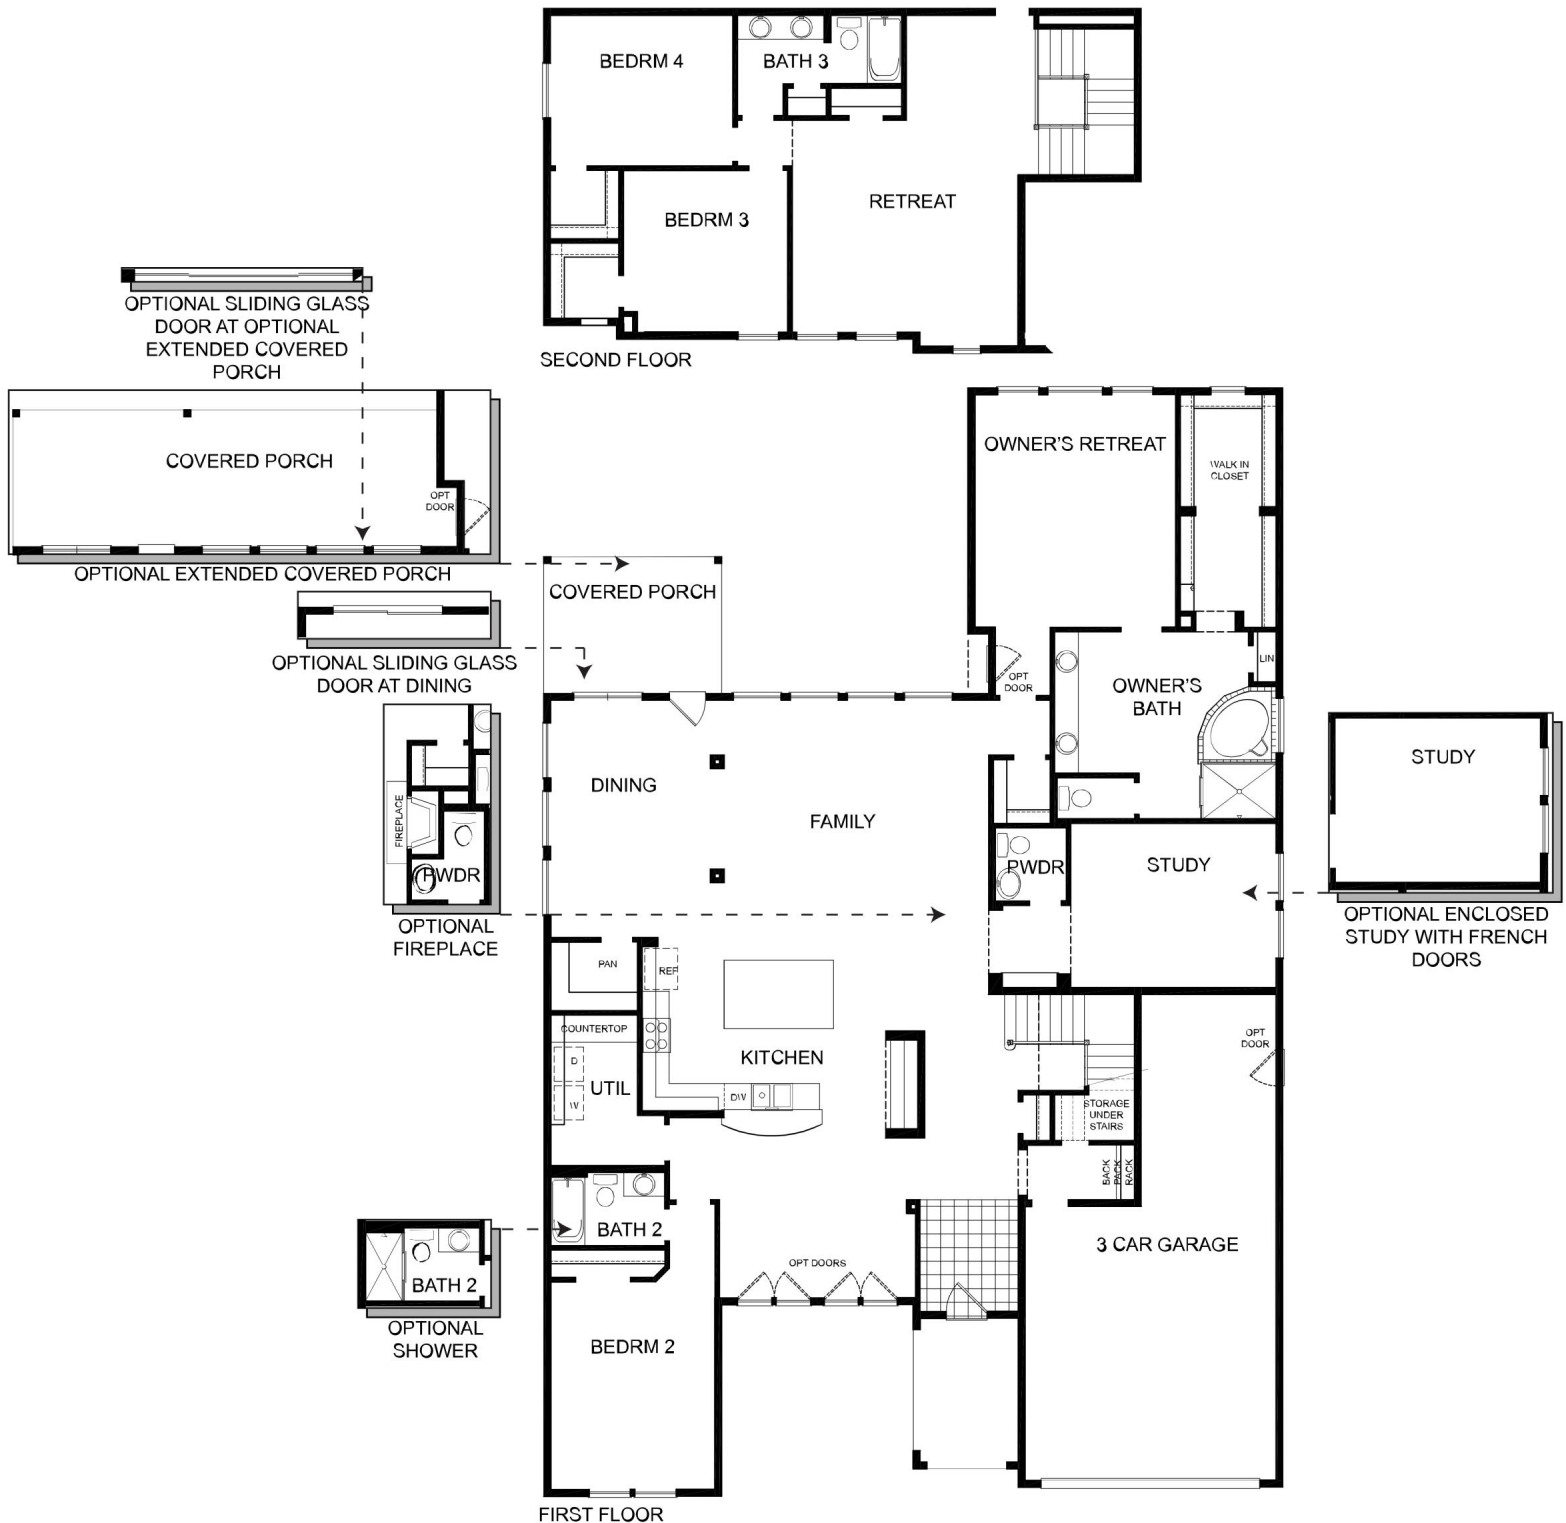 BEDRM 4
BATH 3
RETREAT
BEDRM 3
SECOND FLOOR
OPTIONAL SLIDING GLASS
DOOR AT OPTIONAL
EXTENDED COVERED
PORCH
COVERED PORCH
OPT
DOOR
OPTIONAL EXTENDED COVERED PORCH
OPTIONAL SLIDING GLASS
DOOR AT DINING
COVERED PORCH
OWNER'S RETREAT
WALK IN
CLOSET
OPT
DOOR
LIN
OWNER'S
BATH
FIREPLACE
PWDR
OPTIONAL
FIREPLACE
DINING
FAMILY
PWDR
STUDY
STUDY
OPTIONAL ENCLOSED
STUDY WITH FRENCH
DOORS
PAN
REF
COUNTERTOP
D
W
UTIL
KITCHEN
DW
OPT
DOOR
STORAGE
UNDER
STAIRS
BACK
PACK
RACK
BATH 2
BATH 2
OPTIONAL
SHOWER
OPT DOORS
3 CAR GARAGE
BEDRM 2
FIRST FLOOR